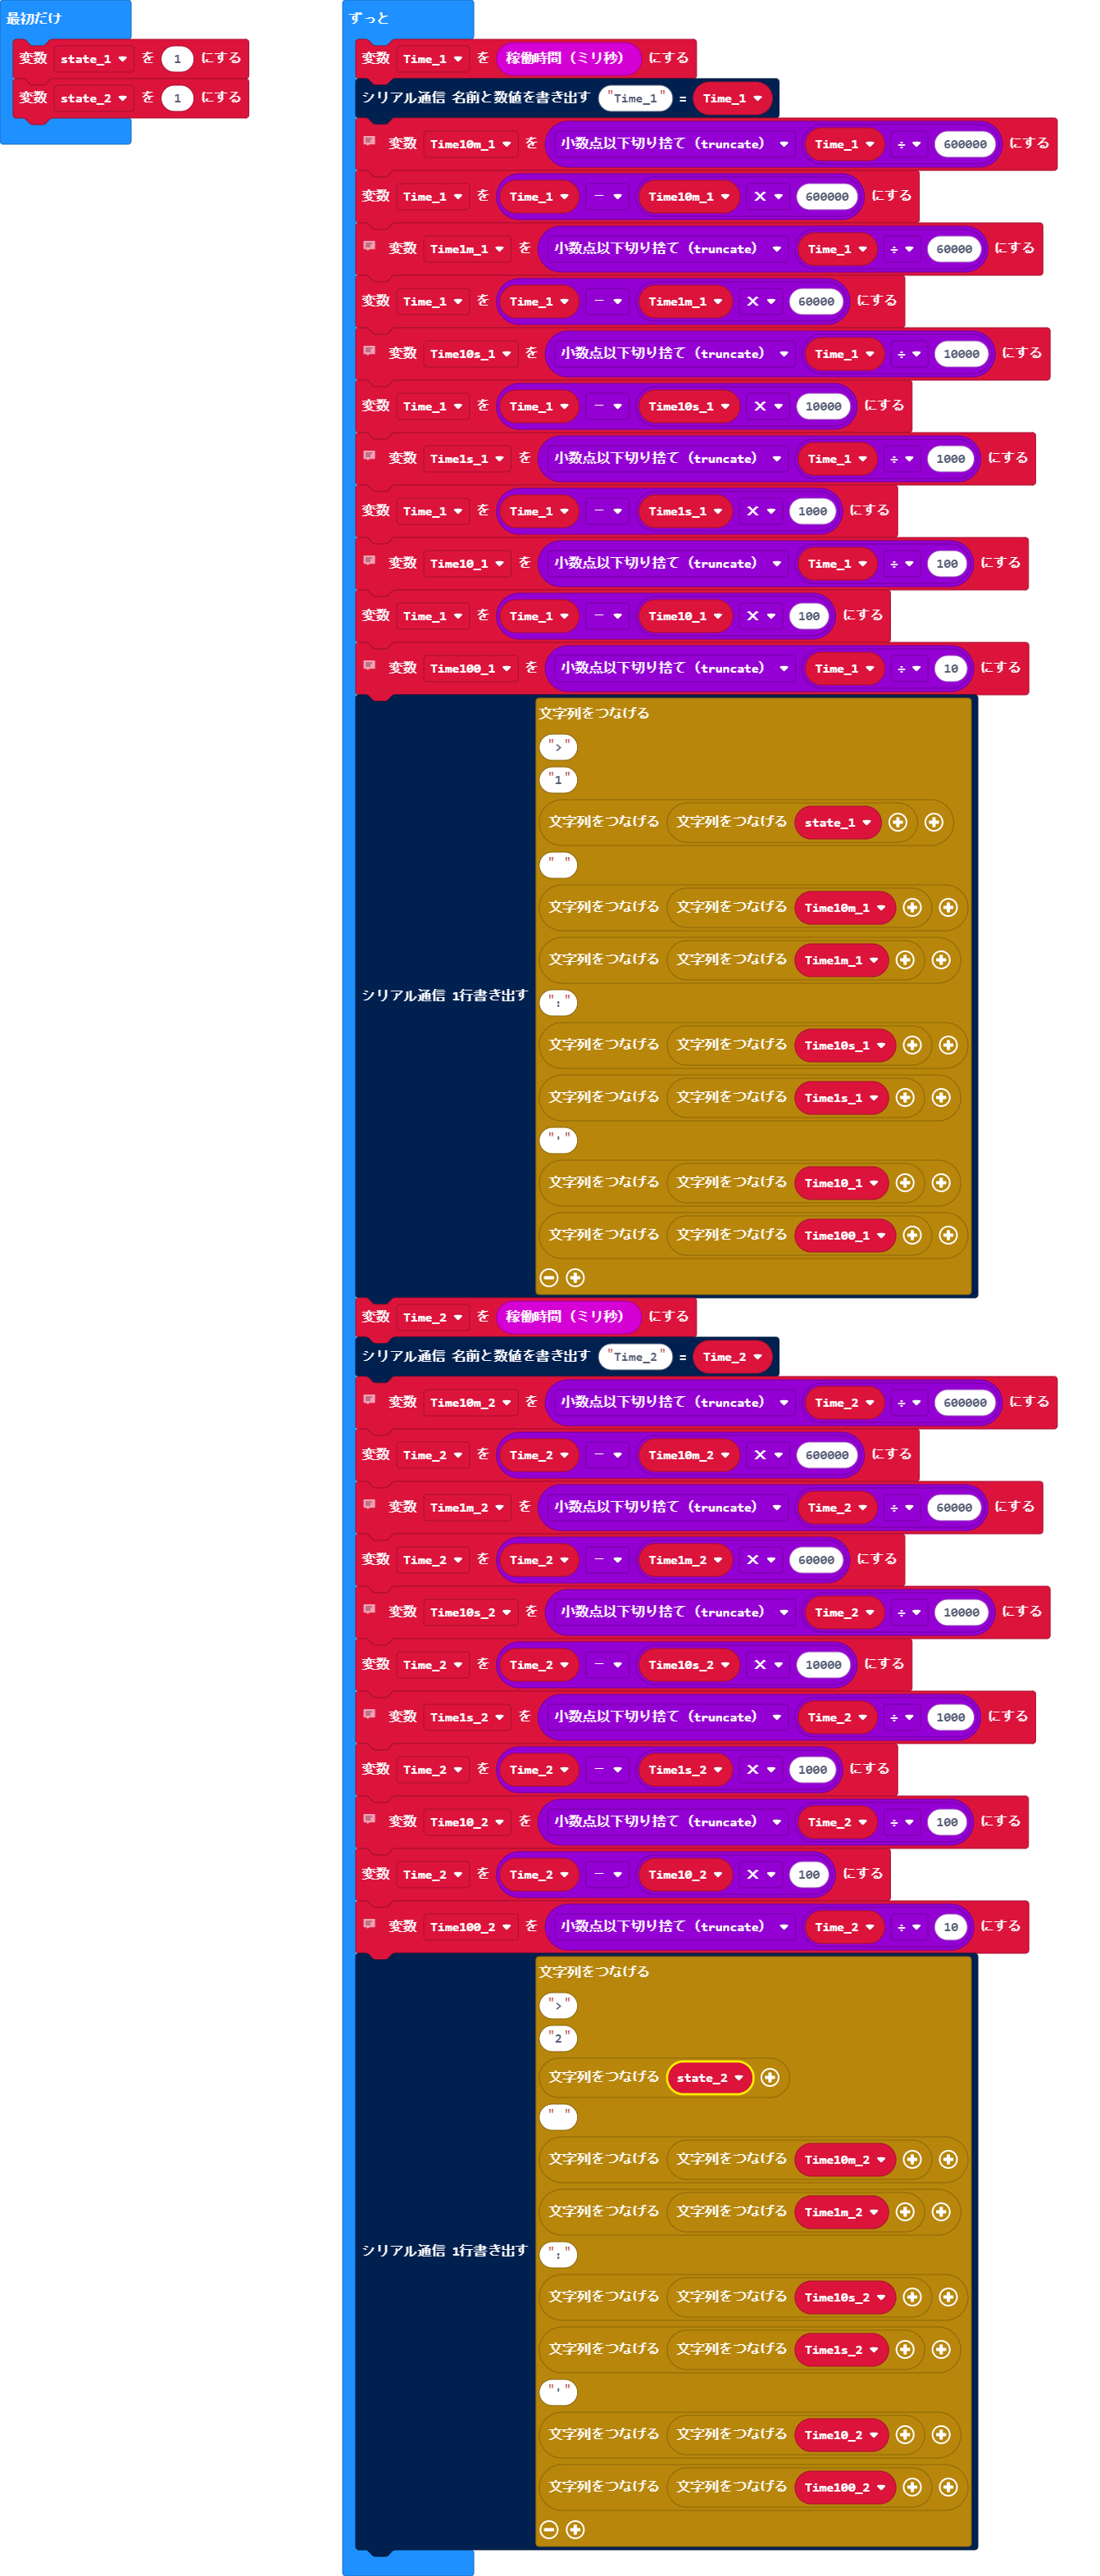 最初だけ
変数 state_1 を 1 にする
変数 state_2 を 1 にする
ずっと
変数 Time_1 を 稼働時間（ミリ秒） にする
シリアル通信 名前と数値を書き出す "Time_1" = Time_1
変数 Time10m_1 を 小数点以下切り捨て（truncate） Time_1 ÷ 600000 にする
変数 Time_1 を Time_1 - Time10m_1 × 600000 にする
変数 Time1m_1 を 小数点以下切り捨て（truncate） Time_1 ÷ 60000 にする
変数 Time_1 を Time_1 - Time1m_1 × 60000 にする
変数 Time10s_1 を 小数点以下切り捨て（truncate） Time_1 ÷ 10000 にする
変数 Time_1 を Time_1 - Time10s_1 × 10000 にする
変数 Time1s_1 を 小数点以下切り捨て（truncate） Time_1 ÷ 1000 にする
変数 Time_1 を Time_1 - Time1s_1 × 1000 にする
変数 Time10_1 を 小数点以下切り捨て（truncate） Time_1 ÷ 100 にする
変数 Time_1 を Time_1 - Time10_1 × 100 にする
変数 Time100_1 を 小数点以下切り捨て（truncate） Time_1 ÷ 10 にする
シリアル通信 1行書き出す
文字列をつなげる
">"
"1"
文字列をつなげる 文字列をつなげる state_1
" "
文字列をつなげる 文字列をつなげる Time10m_1
文字列をつなげる 文字列をつなげる Time1m_1
":"
文字列をつなげる 文字列をつなげる Time10s_1
文字列をつなげる 文字列をつなげる Time1s_1
"'"
文字列をつなげる 文字列をつなげる Time10_1
文字列をつなげる 文字列をつなげる Time100_1
変数 Time_2 を 稼働時間（ミリ秒） にする
シリアル通信 名前と数値を書き出す "Time_2" = Time_2
変数 Time10m_2 を 小数点以下切り捨て（truncate） Time_2 ÷ 600000 にする
変数 Time_2 を Time_2 - Time10m_2 × 600000 にする
変数 Time1m_2 を 小数点以下切り捨て（truncate） Time_2 ÷ 60000 にする
変数 Time_2 を Time_2 - Time1m_2 × 60000 にする
変数 Time10s_2 を 小数点以下切り捨て（truncate） Time_2 ÷ 10000 にする
変数 Time_2 を Time_2 - Time10s_2 × 10000 にする
変数 Time1s_2 を 小数点以下切り捨て（truncate） Time_2 ÷ 1000 にする
変数 Time_2 を Time_2 - Time1s_2 × 1000 にする
変数 Time10_2 を 小数点以下切り捨て（truncate） Time_2 ÷ 100 にする
変数 Time_2 を Time_2 - Time10_2 × 100 にする
変数 Time100_2 を 小数点以下切り捨て（truncate） Time_2 ÷ 10 にする
シリアル通信 1行書き出す
文字列をつなげる
">"
"2"
文字列をつなげる state_2
" "
文字列をつなげる 文字列をつなげる Time10m_2
文字列をつなげる 文字列をつなげる Time1m_2
":"
文字列をつなげる 文字列をつなげる Time10s_2
文字列をつなげる 文字列をつなげる Time1s_2
"'"
文字列をつなげる 文字列をつなげる Time10_2
文字列をつなげる 文字列をつなげる Time100_2